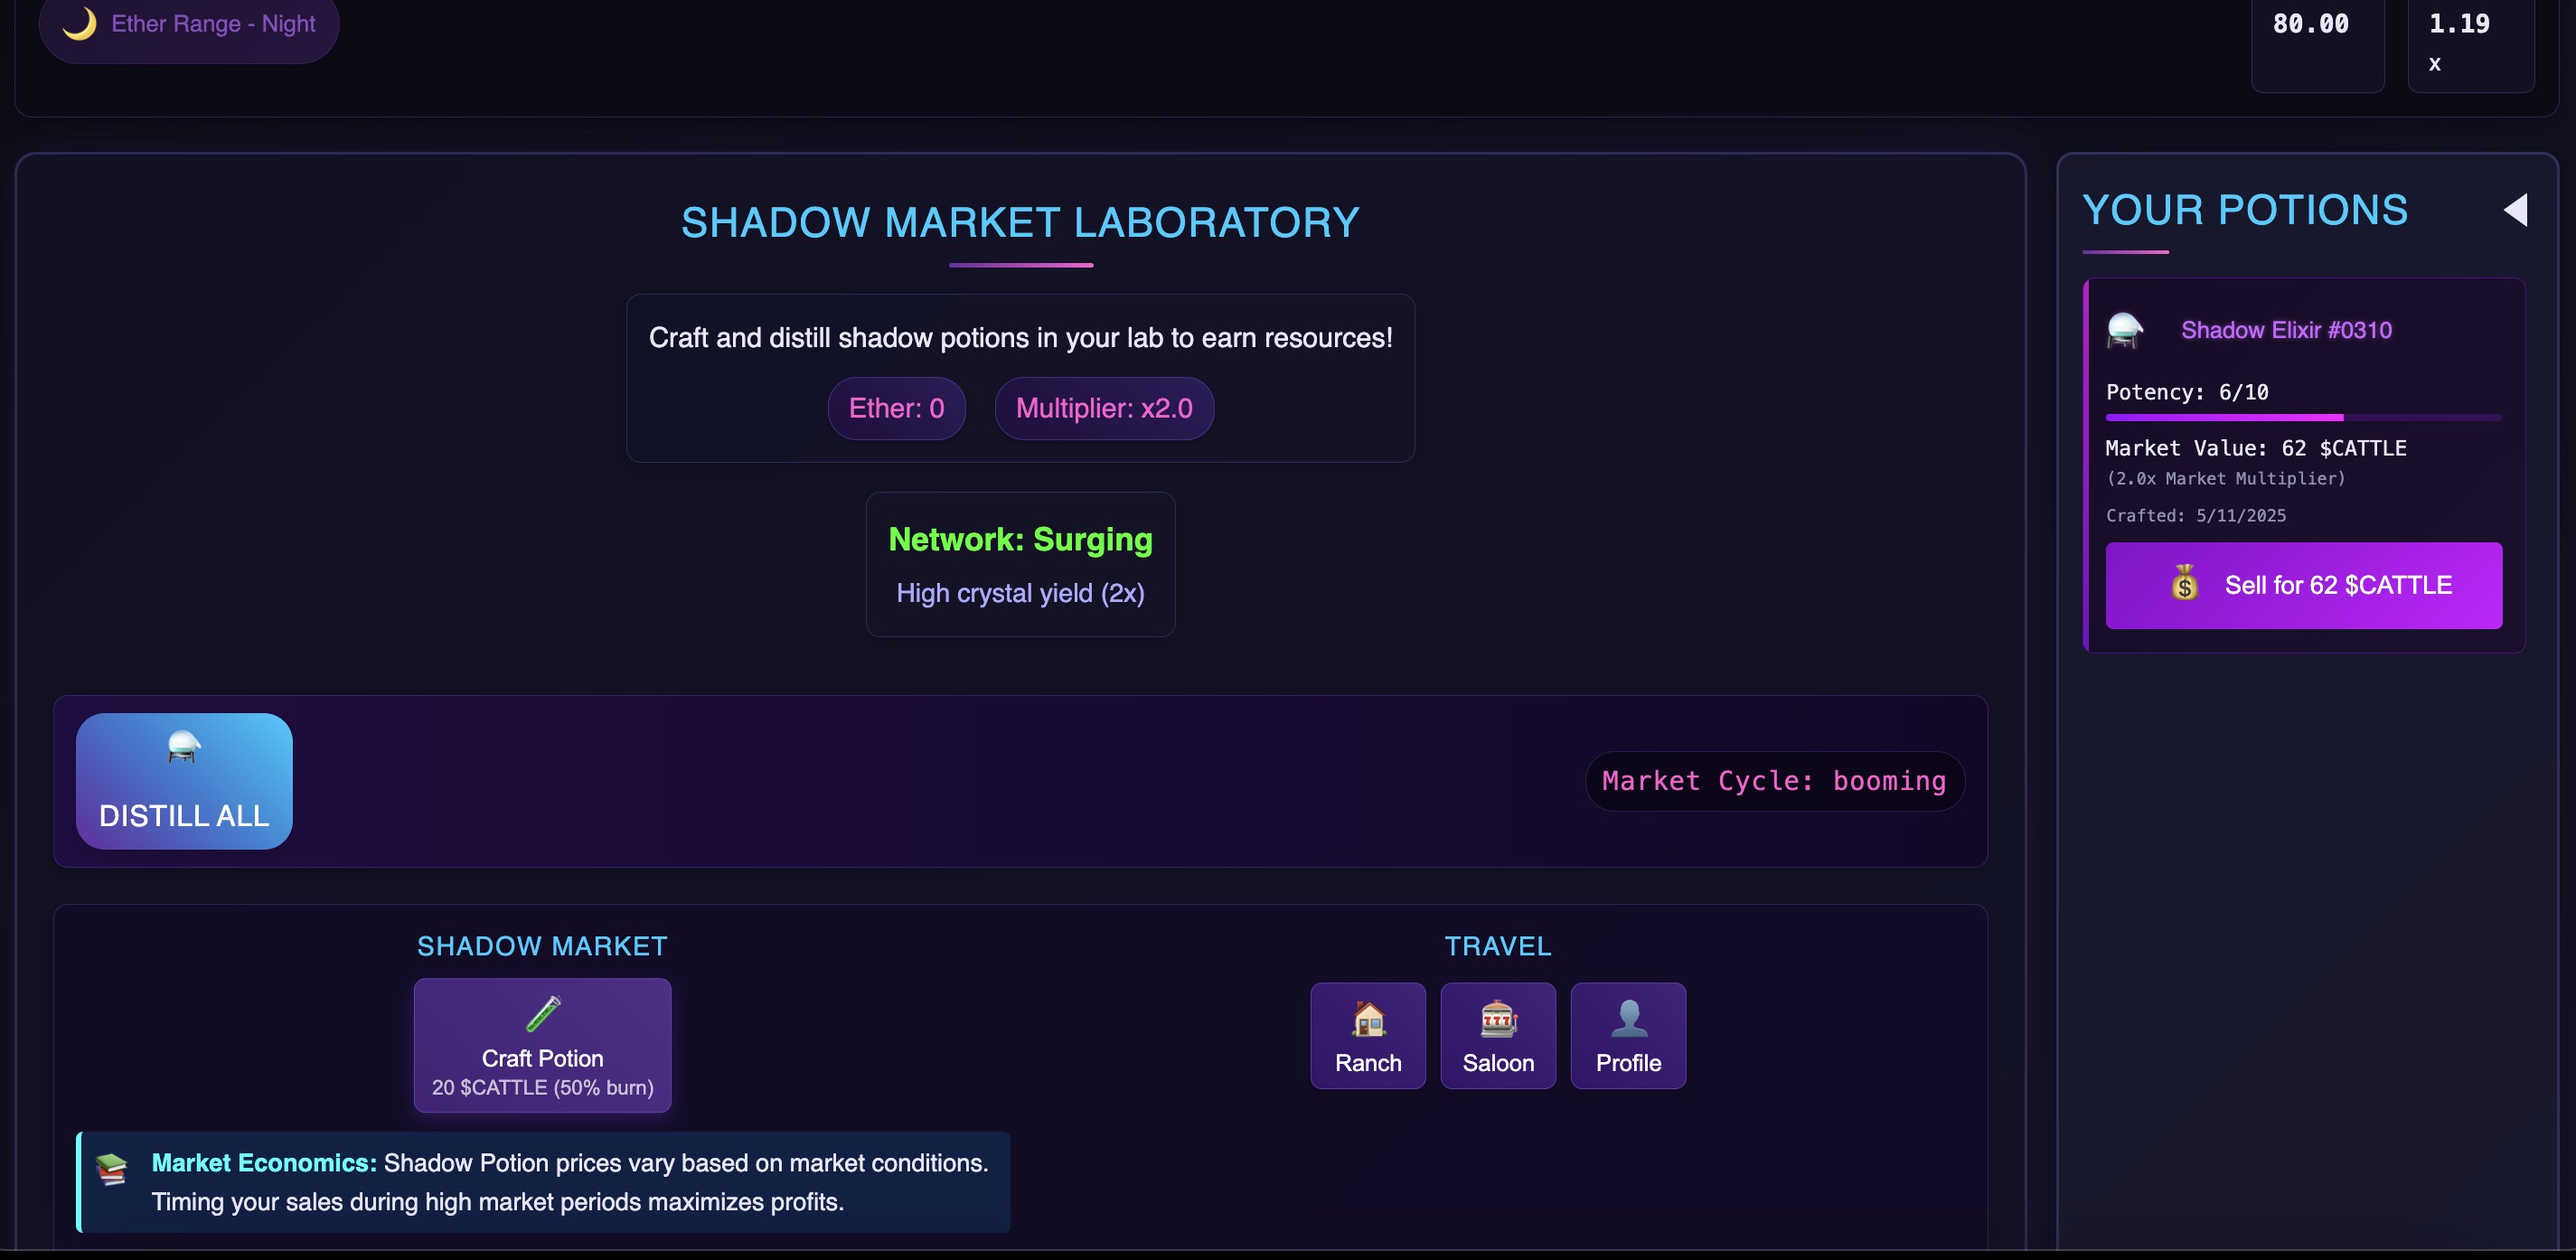 Ether Range - Night
80.00
1.19
x
SHADOW MARKET LABORATORY
Craft and distill shadow potions in your lab to earn resources!
Ether: 0
Multiplier: x2.0
Network: Surging
High crystal yield (2x)
DISTILL ALL
Market Cycle: booming
SHADOW MARKET
Craft Potion
20 $CATTLE (50% burn)
Market Economics: Shadow Potion prices vary based on market conditions.
Timing your sales during high market periods maximizes profits.
TRAVEL
Ranch
777
Saloon
Profile
YOUR POTIONS
Shadow Elixir #0310
Potency: 6/10
Market Value: 62 $CATTLE
(2.0x Market Multiplier)
Crafted: 5/11/2025
$
Sell for 62 $CATTLE